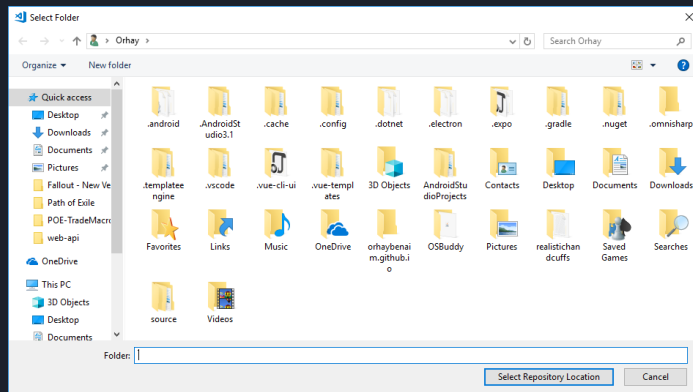 Select Folder
Orhay
Search Orhay
Organize
New folder
Quick access
Desktop
Downloads
Documents
Pictures
Fallout - New Ve
Path of Exile
POE-TradeMacro
web-api
OneDrive
This PC
3D Objects
Desktop
Documents
.android
.AndroidSt
udio3.1
.cache
.config
.dotnet
.electron
.expo
.gradle
.nuget
.omnisharp
.templatee
ngine
.vscode
.vue-cli-ui
.vue-templ
ates
3D Objects
AndroidStu
dioProjects
Contacts
Desktop
Documents
Downloads
Favorites
Links
Music
OneDrive
orhaybenai
m.github.i
o
OSBuddy
Pictures
realistichan
dcuffs
Saved
Games
Searches
source
Videos
Folder:
Select Repository Location
Cancel